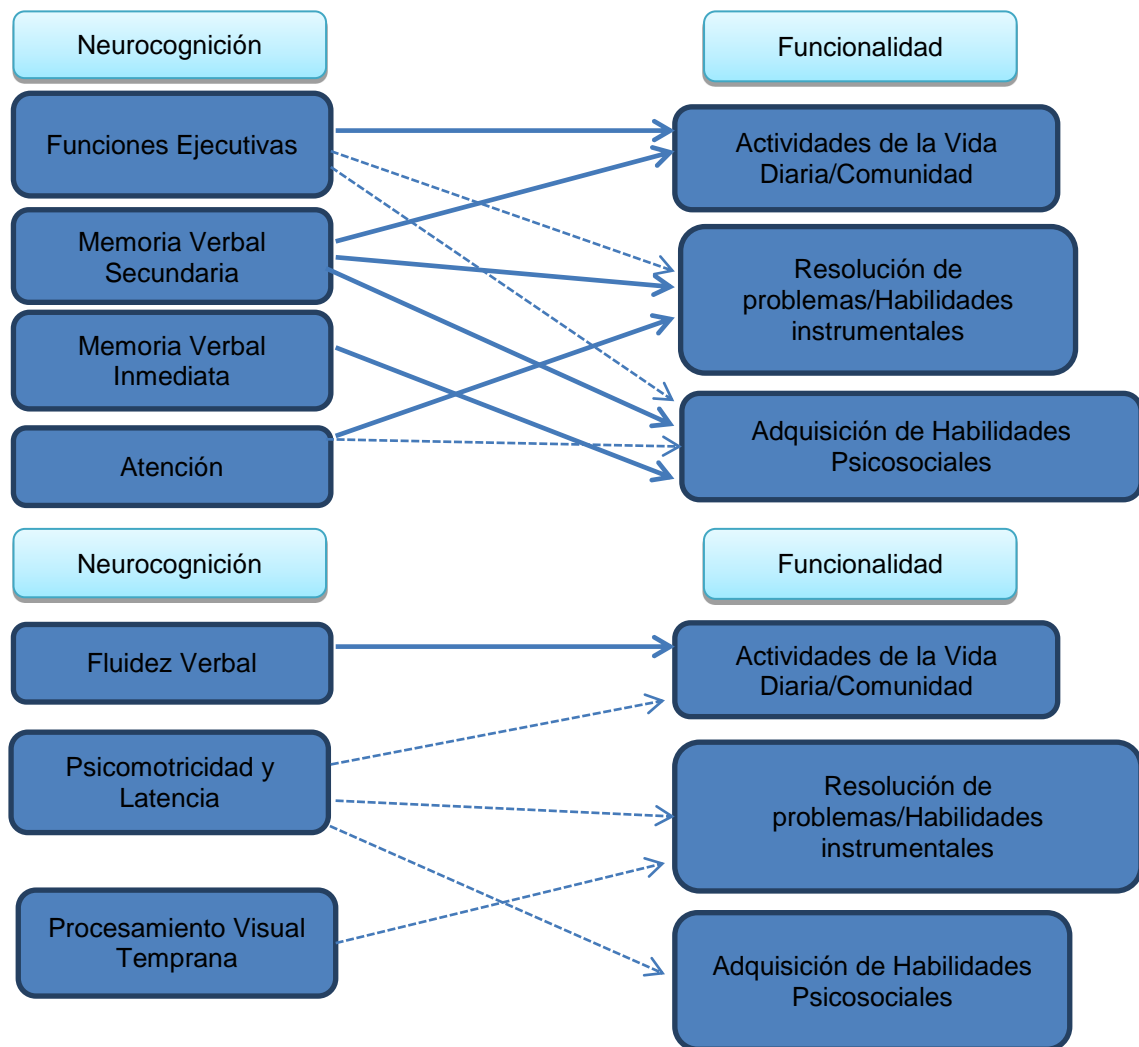 Neurocognición
Funcionalidad
Funciones Ejecutivas
Actividades de la Vida
Diaria/Comunidad
Memoria Verbal
Secundaria
Resolución de
problemas/Habilidades
instrumentales
Memoria Verbal
Inmediata
Adquisición de Habilidades
Psicosociales
Atención
Neurocognición
Funcionalidad
Fluidez Verbal
Actividades de la Vida
Diaria/Comunidad
Psicomotricidad y
Latencia
Resolución de
problemas/Habilidades
instrumentales
Procesamiento Visual
Temprana
Adquisición de Habilidades
Psicosociales